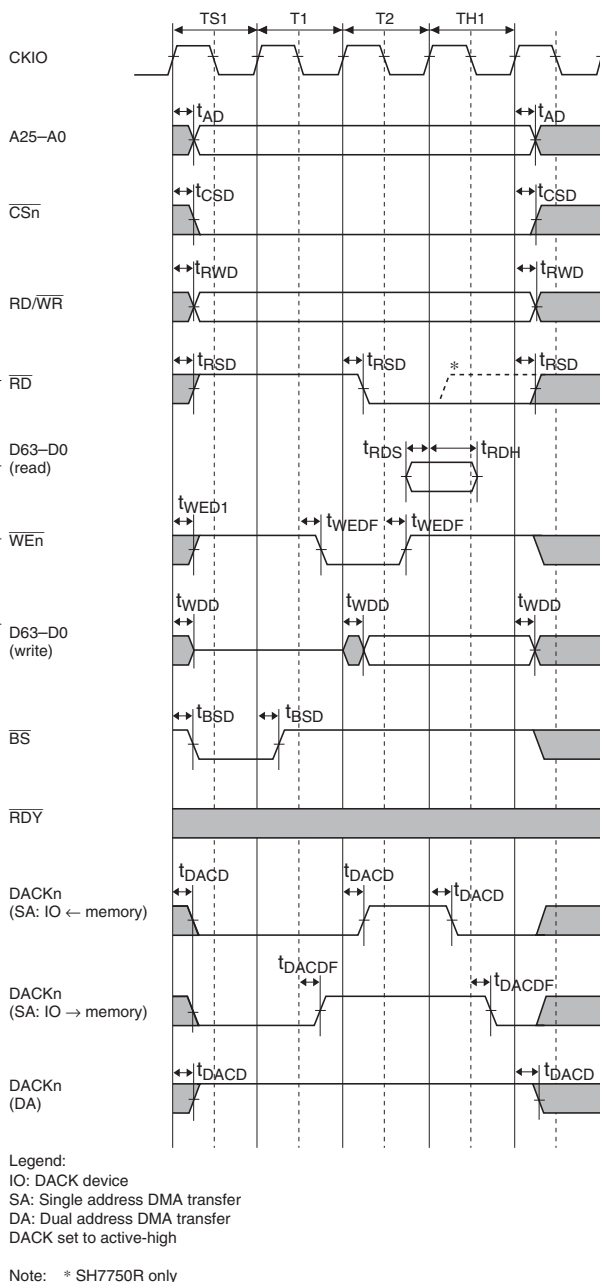 TS1 T1 T2 TH1
CKIO
tAD tAD
A25–A0
tCSD tCSD
CSn
tRWD tRWD
RD/WR
tRSD tRSD * tRSD
RD
D63–D0
(read)
tRDS tRDH
tWED1 tWEDF tWEDF
WEn
tWDD tWDD tWDD
D63–D0
(write)
tBSD tBSD
BS
RDY
tDACD tDACD tDACD
DACKn
(SA: IO ← memory)
tDACDF tDACDF
DACKn
(SA: IO → memory)
tDACD tDACD
DACKn
(DA)
Legend:
IO: DACK device
SA: Single address DMA transfer
DA: Dual address DMA transfer
DACK set to active-high
Note: * SH7750R only